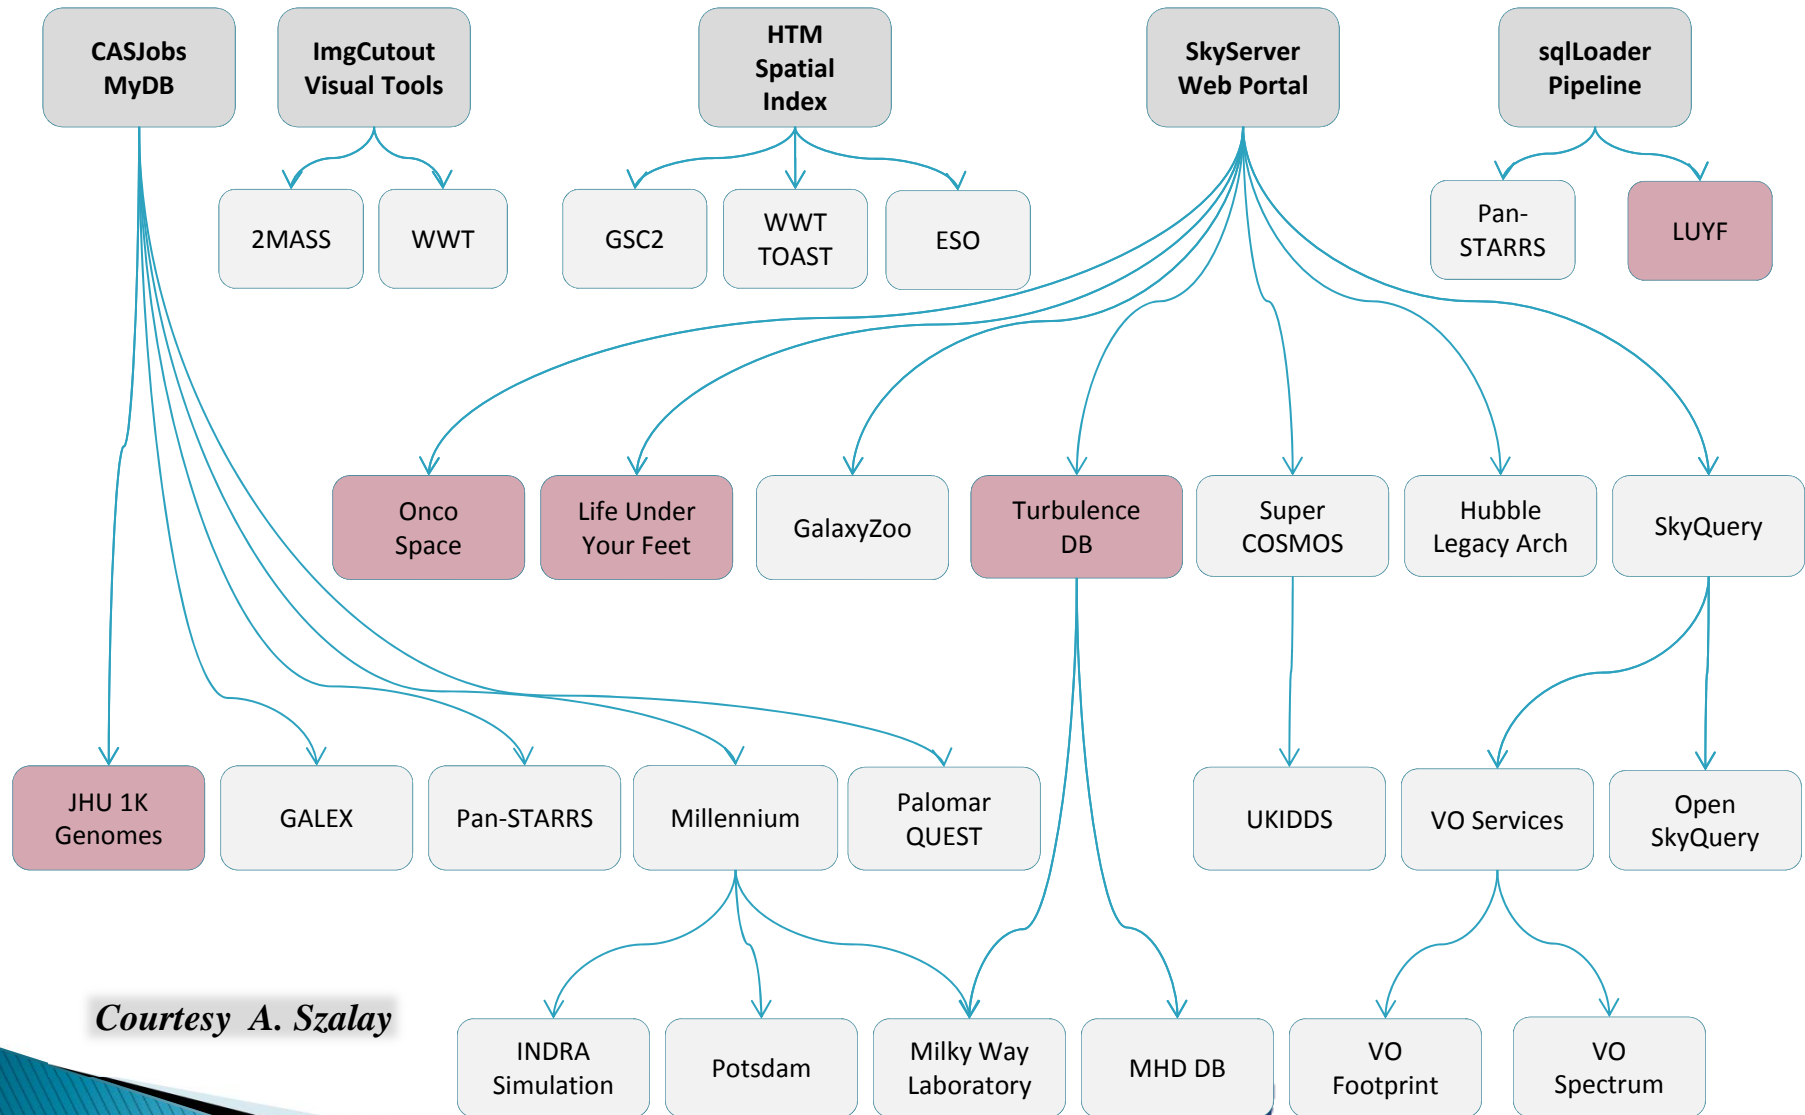 CASJobs
MyDB
ImgCutout
Visual Tools
HTM
Spatial
Index
SkyServer
Web Portal
sqlLoader
Pipeline
2MASS
WWT
GSC2
WWT
TOAST
ESO
Pan-
STARRS
LUYF
Onco
Space
Life Under
Your Feet
GalaxyZoo
Turbulence
DB
Super
COSMOS
Hubble
Legacy Arch
SkyQuery
JHU 1K
Genomes
GALEX
Pan-STARRS
Millennium
Palomar
QUEST
UKIDDS
VO Services
Open
SkyQuery
Courtesy A. Szalay
INDRA
Simulation
Potsdam
Milky Way
Laboratory
MHD DB
VO
Footprint
VO
Spectrum